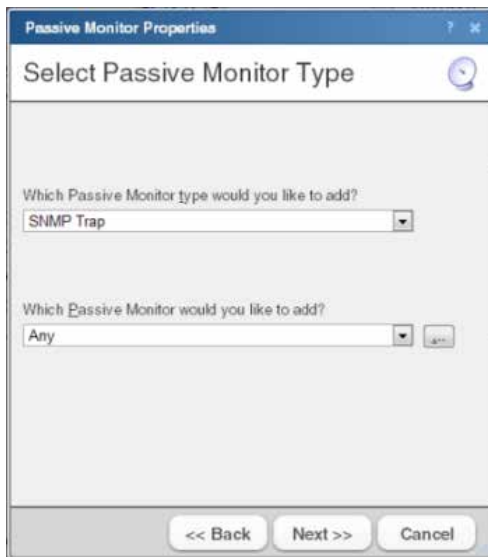 Passive Monitor Properties ?
Select Passive Monitor Type
Which Passive Monitor type would you like to add?
SNMP Trap
Which Passive Monitor would you like to add?
Any
...
<< Back Next >> Cancel